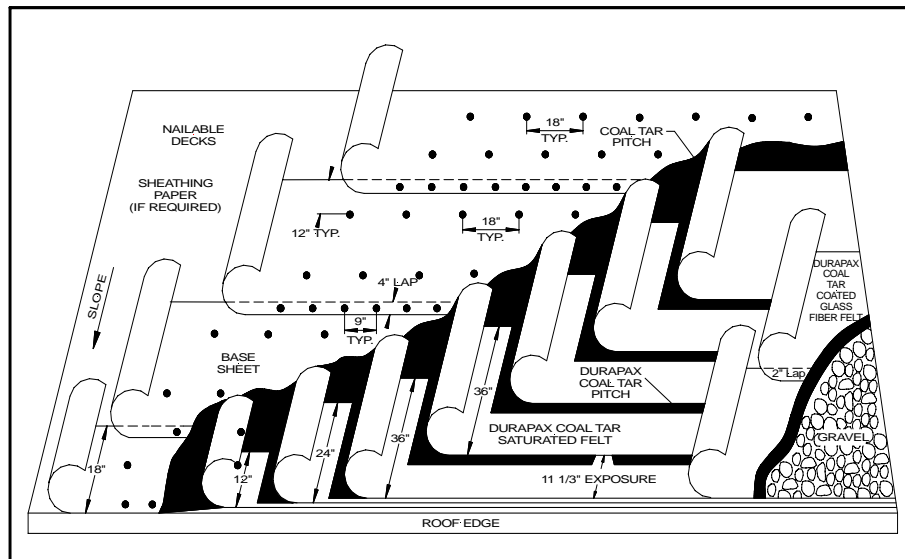 18"
TYP.
NAILABLE
DECKS
COAL TAR
PITCH
SHEATHING
PAPER
(IF REQUIRED)
12" TYP.
18"
TYP.
SLOPE
4" LAP
9"
TYP.
DURAPAX
COAL
TAR
COATED
GLASS
FIBER FELT
BASE
SHEET
DURAPAX
COAL TAR
PITCH
2" Lap
36"
36"
DURAPAX COAL TAR
SATURATED FELT
GRAVEL
24"
18"
12"
11 1/3" EXPOSURE
ROOF EDGE